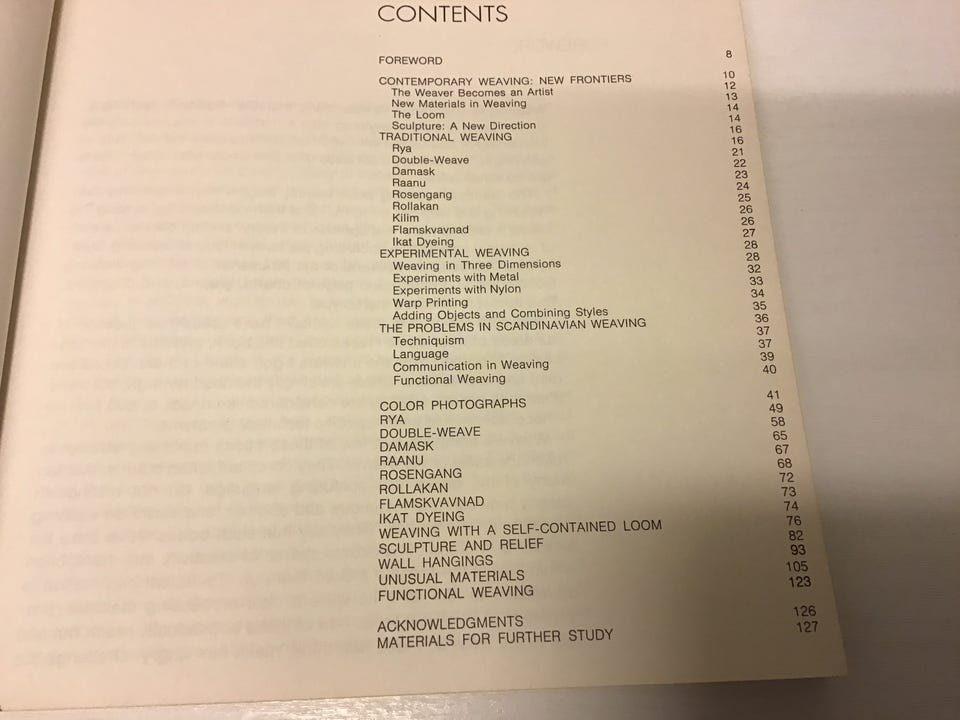 CONTENTS
FOREWORD 8
CONTEMPORARY WEAVING: NEW FRONTIERS 10
The Weaver Becomes an Artist 12
New Materials in Weaving 13
The Loom 14
Sculpture: A New Direction 14
TRADITIONAL WEAVING 16
Rya 16
Double-Weave 21
Damask 22
Raanu 23
Rosengang 24
Rollakan 25
Kilim 26
Flamskvavnad 26
Ikat Dyeing 27
EXPERIMENTAL WEAVING 28
Weaving in Three Dimensions 28
Experiments with Metal 32
Experiments with Nylon 33
Warp Printing 34
Adding Objects and Combining Styles 35
THE PROBLEMS IN SCANDINAVIAN WEAVING 36
Techniquism 37
Language 37
Communication in Weaving 39
Functional Weaving 40
COLOR PHOTOGRAPHS 41
RYA 49
DOUBLE-WEAVE 58
DAMASK 65
RAANU 67
ROSENGANG 68
ROLLAKAN 72
FLAMSKVAVNAD 73
IKAT DYEING 74
WEAVING WITH A SELF-CONTAINED LOOM 76
SCULPTURE AND RELIEF 82
WALL HANGINGS 93
UNUSUAL MATERIALS 105
FUNCTIONAL WEAVING 123
ACKNOWLEDGMENTS 126
MATERIALS FOR FURTHER STUDY 127